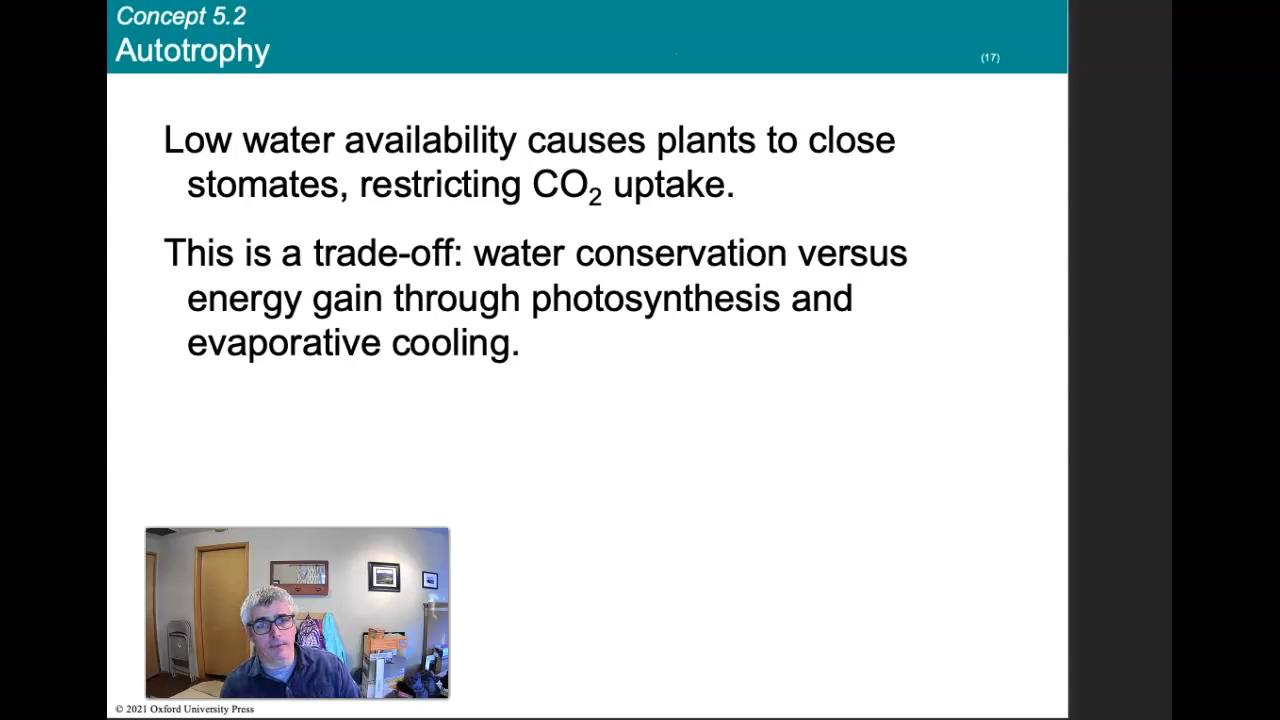 Concept 5.2
Autotrophy
(17)
Low water availability causes plants to close
stomates, restricting CO₂ uptake.
This is a trade-off: water conservation versus
energy gain through photosynthesis and
evaporative cooling.
© 2021 Oxford University Press